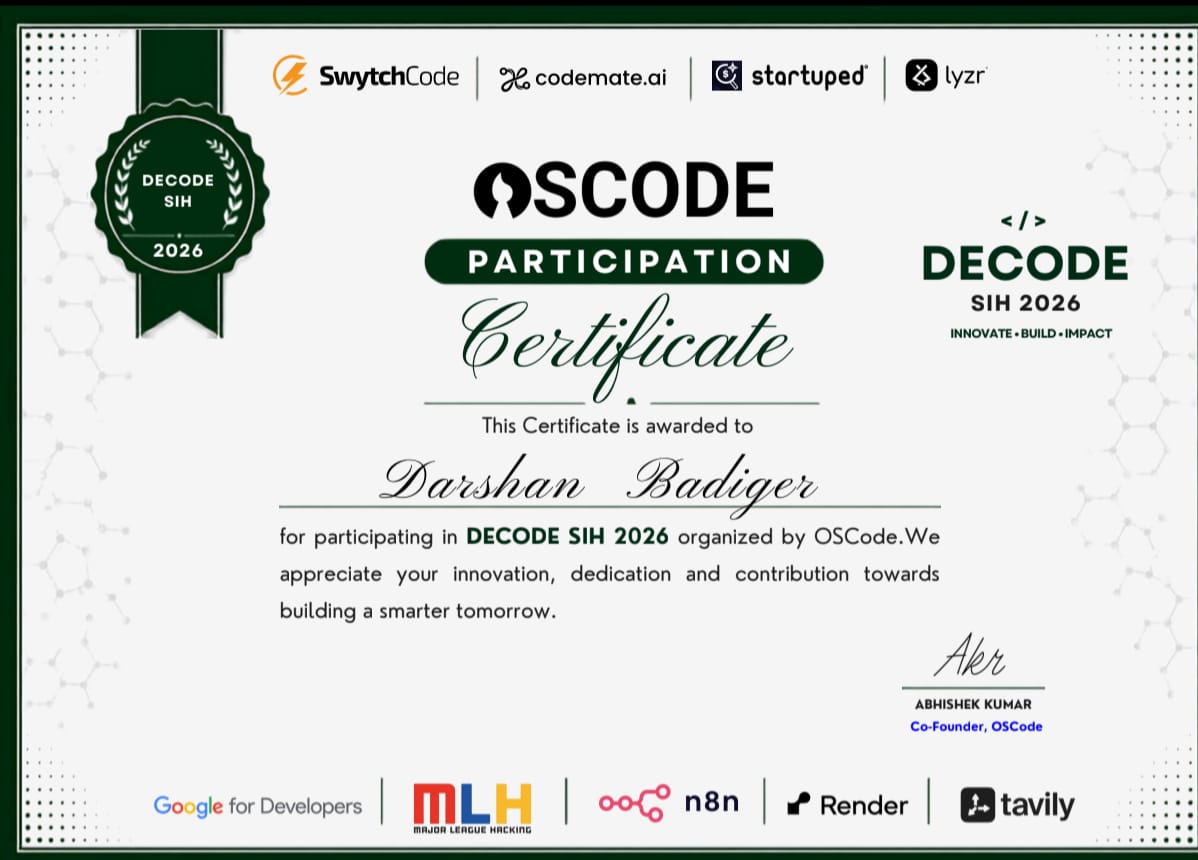 SwytchCode
codemate.ai
startuped
lyzr
DECODE
SIH
2026
OSCODE
PARTICIPATION
Certificate
</>
DECODE
SIH 2026
INNOVATE • BUILD • IMPACT
This Certificate is awarded to
Darshan Badiger
for participating in DECODE SIH 2026 organized by OSCode.We
appreciate your innovation, dedication and contribution towards
building a smarter tomorrow.
Akr
ABHISHEK KUMAR
Co-Founder, OSCode
Google for Developers
MLH
MAJOR LEAGUE HACKING
n8n
Render
tavily